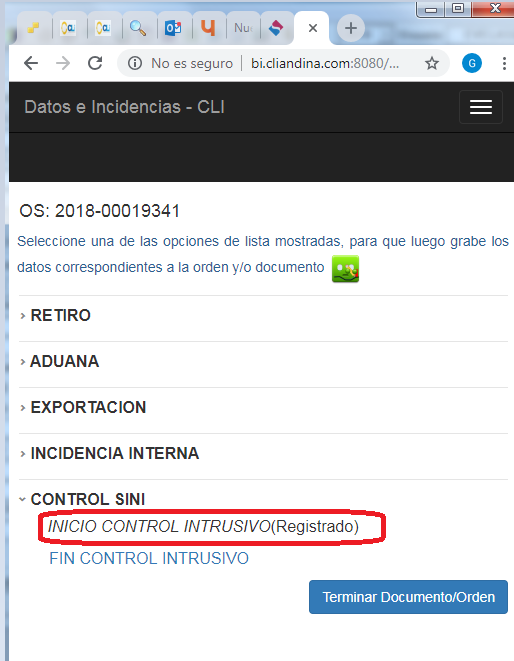 Nu
No es seguro | bi.cliandina.com:8080/...
G
Datos e Incidencias - CLI
OS: 2018-00019341
Seleccione una de las opciones de lista mostradas, para que luego grabe los
datos correspondientes a la orden y/o documento
RETIRO
ADUANA
EXPORTACION
INCIDENCIA INTERNA
CONTROL SINI
INICIO CONTROL INTRUSIVO(Registrado)
FIN CONTROL INTRUSIVO
Terminar Documento/Orden